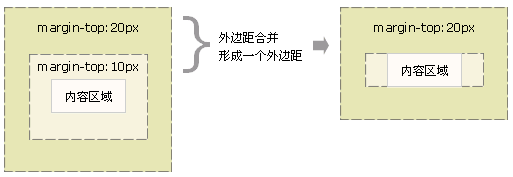 margin-top: 20px
margin-top: 10px
内容区域
外边距合并
形成一个外边距
margin-top: 20px
内容区域